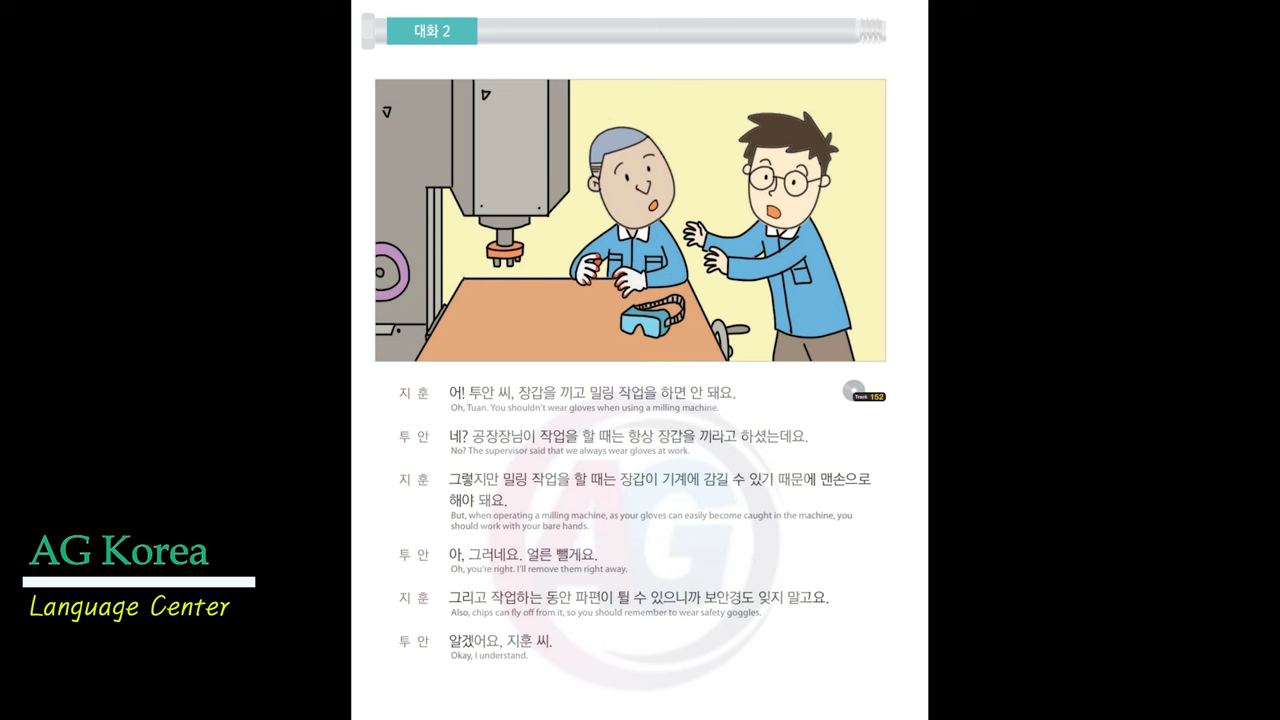 대화 2
지훈 어! 투안 씨, 장갑을 끼고 밀링 작업을 하면 안 돼요.
Oh, Tuan. You shouldn't wear gloves when using a milling machine.
Track 152
투안 네? 공장장님이 작업을 할 때는 항상 장갑을 끼라고 하셨는데요.
No? The supervisor said that we always wear gloves at work.
지훈 그렇지만 밀링 작업을 할 때는 장갑이 기계에 감길 수 있기 때문에 맨손으로
해야 돼요.
But, when operating a milling machine, as your gloves can easily become caught in the machine, you
should work with your bare hands.
투안 아, 그러네요. 얼른 뺄게요.
Oh, you're right. I'll remove them right away.
지훈 그리고 작업하는 동안 파편이 튈 수 있으니까 보안경도 잊지 말고요.
Also, chips can fly off from it, so you should remember to wear safety goggles.
투안 알겠어요, 지훈 씨.
Okay, I understand.
AG Korea
Language Center
AG